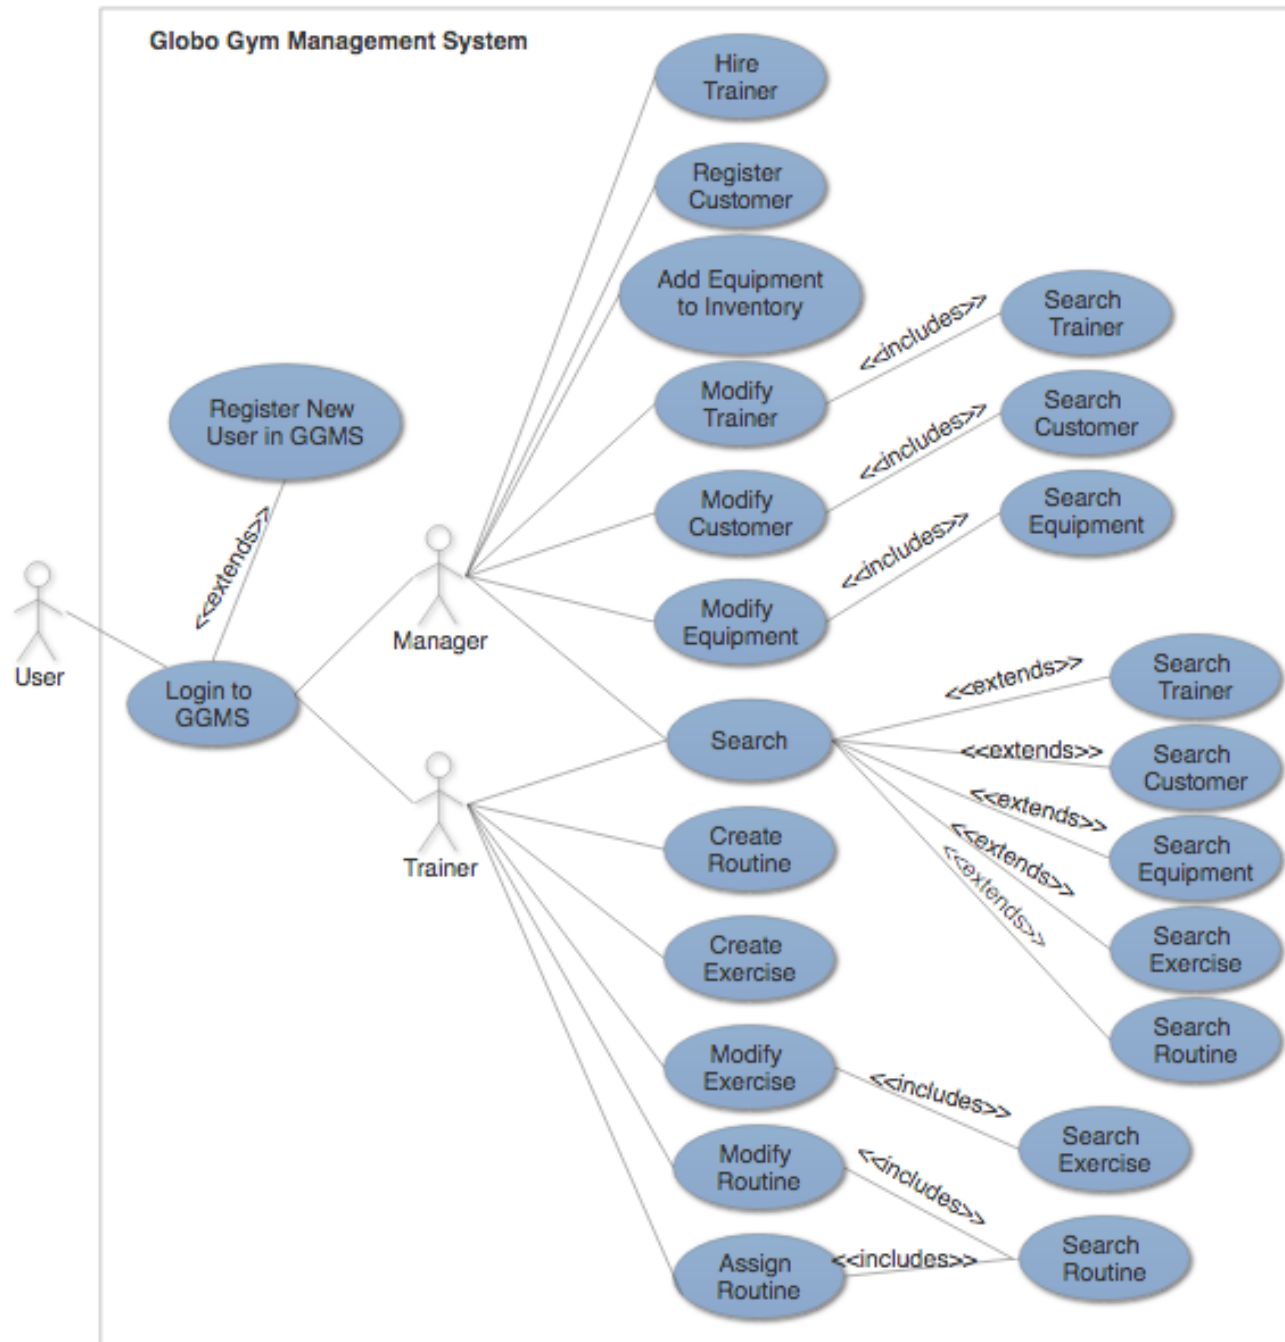 Globo Gym Management System
Hire
Trainer
Register
Customer
Add Equipment
to Inventory
<<includes>>
Search
Trainer
Modify
Trainer
Register New
User in GGMS
<<includes>>
Search
Customer
Modify
Customer
<<includes>>
Search
Equipment
<<extends>>
Manager
Modify
Equipment
User
Login to
GGMS
<<extends>>
Search
Trainer
Search
<<extends>>
Search
Customer
<<extends>>
Search
Equipment
<<extends>>
<<extends>>
Trainer
Create
Routine
Search
Exercise
Create
Exercise
Search
Routine
Modify
Exercise
<<includes>>
Search
Exercise
Modify
Routine
<<includes>>
Assign
Routine
<<includes>>
Search
Routine